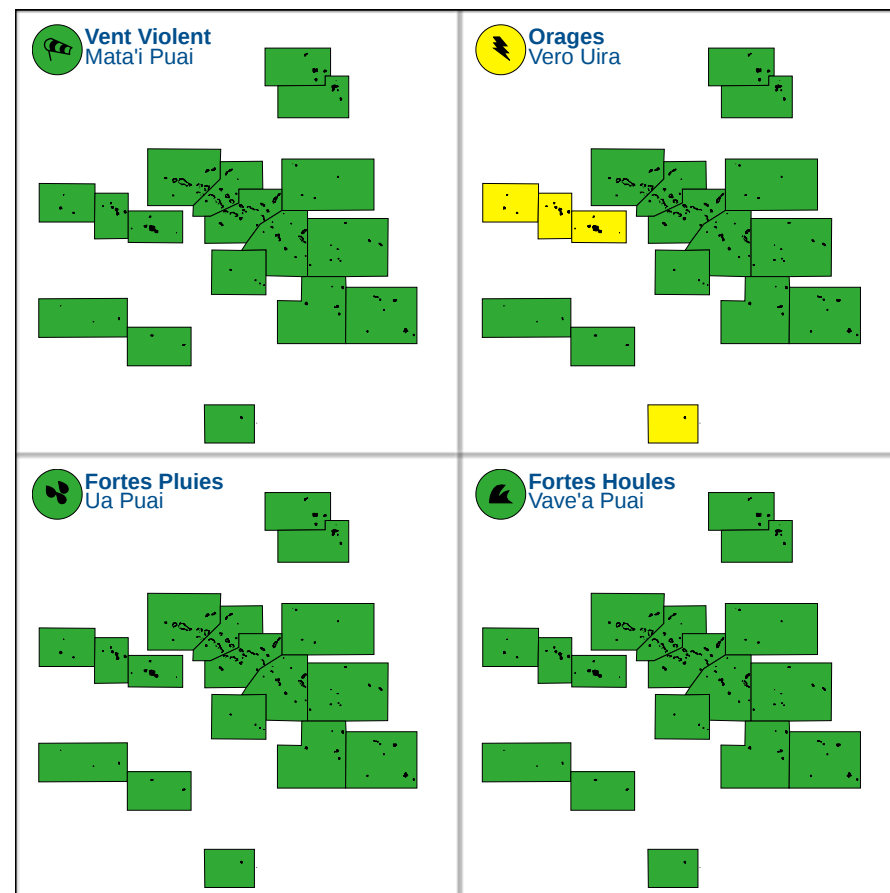 Vent Violent
Mata'i Puai
Orages
Vero Uira
Fortes Pluies
Ua Puai
Fortes Houles
Vave'a Puai